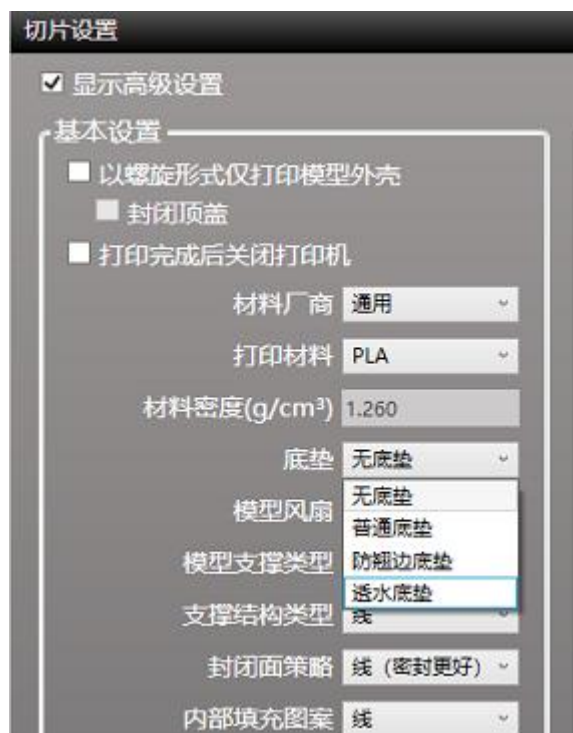 切片设置
显示高级设置
基本设置
以螺旋形式仅打印模型外壳
封闭顶盖
打印完成后关闭打印机
材料厂商 通用
打印材料 PLA
材料密度(g/cm³) 1.260
底垫 无底垫
无底垫
模型风扇
普通底垫
模型支撑类型 防翘边底垫
透水底垫
支撑结构类型 线
封闭面策略 线（密封更好）
内部填充图案 线